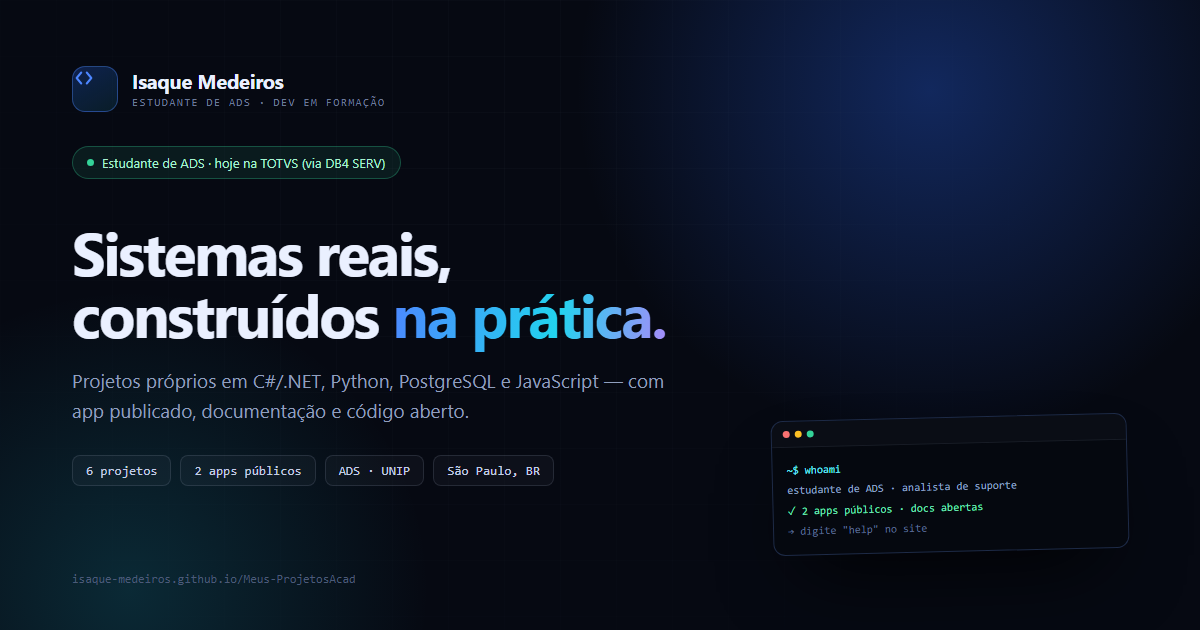 Isaque Medeiros
ESTUDANTE DE ADS · DEV EM FORMAÇÃO
Estudante de ADS · hoje na TOTVS (via DB4 SERV)
Sistemas reais,
construídos na prática.
Projetos próprios em C#/.NET, Python, PostgreSQL e JavaScript — com
app publicado, documentação e código aberto.
6 projetos
2 apps públicos
ADS · UNIP
São Paulo, BR
~$ whoami
estudante de ADS · analista de suporte
✓ 2 apps públicos · docs abertas
→ digite "help" no site
isaque-medeiros.github.io/Meus-ProjetosAcad